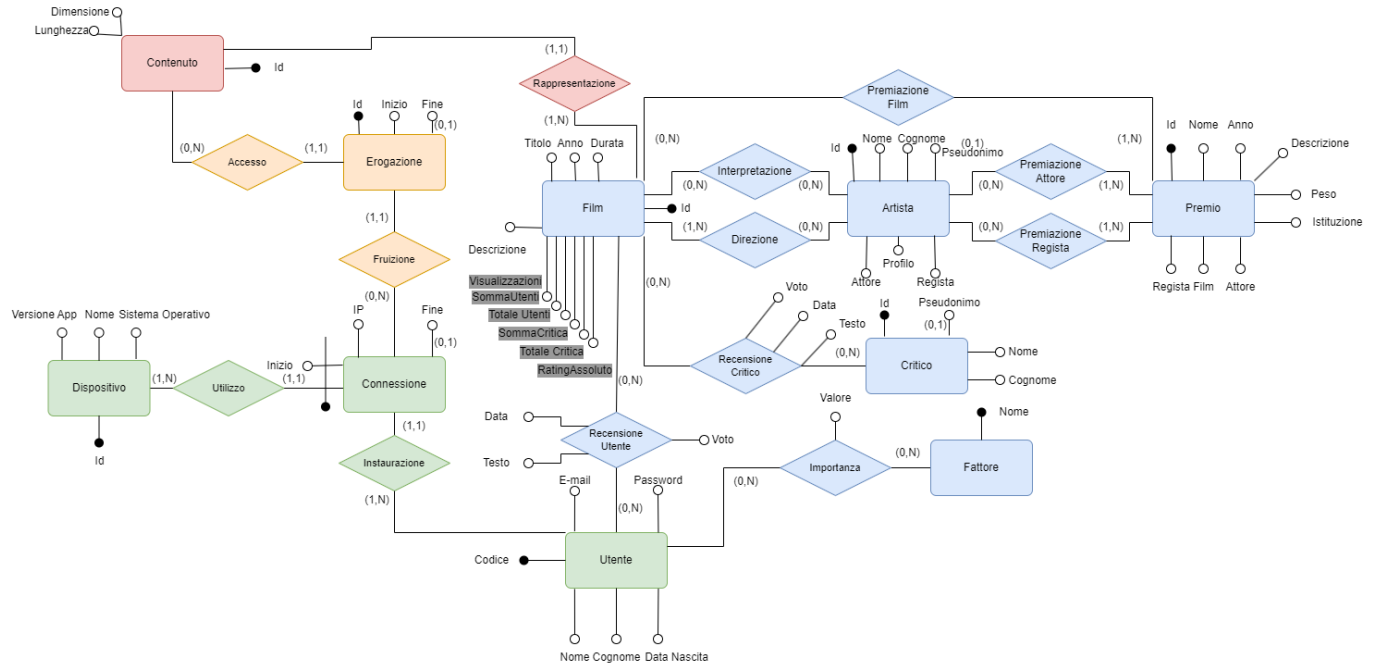 Dimensione
Lunghezza
Contenuto
Id
(1,1)
Rappresentazione
(1,N)
Premiazione
Film
(0,N)
Accesso
(1,1)
Id
Inizio
Fine
(0,1)
Erogazione
(1,1)
Fruizione
(0,N)
Titolo
Anno
Durata
Film
Id
Descrizione
Visualizzazioni
SommaUtenti
Totale Utenti
SommaCritica
Totale Critica
RatingAssoluto
(0,N)
(0,N)
Interpretazione
(0,N)
(1,N)
Direzione
(0,N)
Id
Nome
Cognome
(0,1)
Pseudonimo
Artista
Attore
Profilo
Regista
(0,N)
Premiazione
Attore
(1,N)
(1,N)
(0,N)
Premiazione
Regista
(1,N)
Id
Nome
Anno
Descrizione
Peso
Istituzione
Premio
Regista
Film
Attore
(0,N)
Voto
Data
Testo
Recensione
Critico
(0,N)
Id
Pseudonimo
(0,1)
Critico
Nome
Cognome
Versione App
Nome
Sistema Operativo
Dispositivo
Id
(1,N)
Utilizzo
(1,1)
Inizio
IP
Fine
(0,1)
Connessione
(1,1)
Instaurazione
(1,N)
(0,N)
Data
Testo
Recensione
Utente
Voto
(0,N)
Valore
Importanza
(0,N)
(0,N)
Nome
Fattore
E-mail
Password
Codice
Utente
Nome
Cognome
Data Nascita